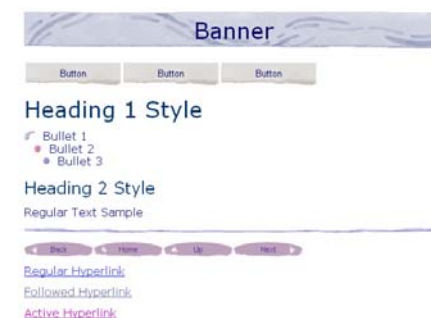 Banner
Button Button Button
Heading 1 Style
Bullet 1
Bullet 2
Bullet 3
Heading 2 Style
Regular Text Sample
Back Home Up Next
Regular Hyperlink
Followed Hyperlink
Active Hyperlink